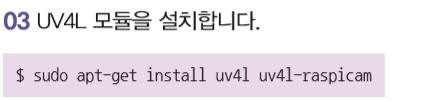 03 UV4L 모듈을 설치합니다.
$ sudo apt-get install uv4l uv4l-raspicam